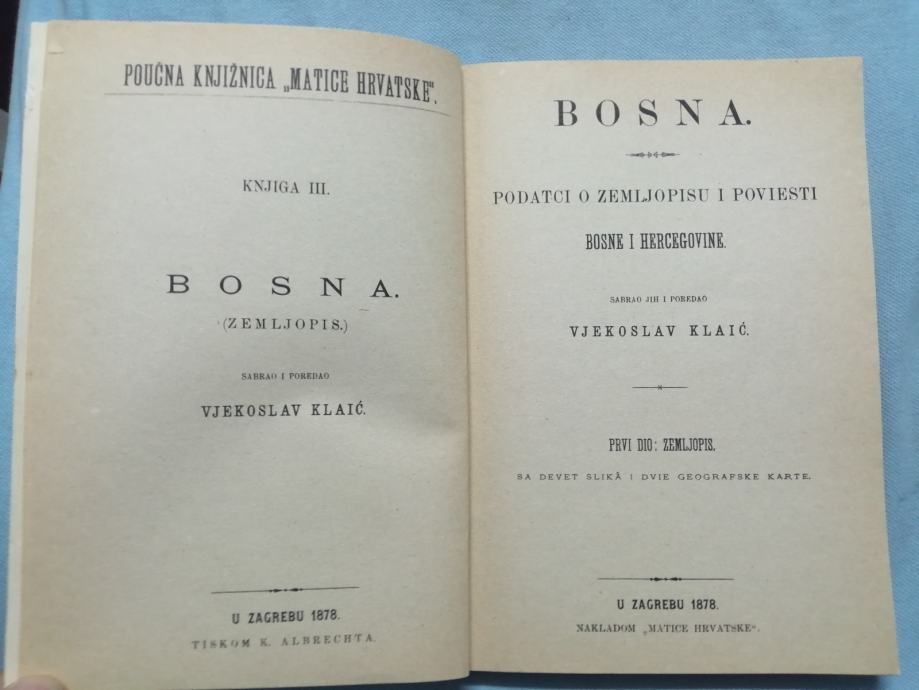 POUČNA KNJIŽNICA „MATICE HRVATSKE“.
KNJIGA III.
BOSNA.
(ZEMLJOPIS.)
SABRAO I POREDAO
VJEKOSLAV KLAIĆ.
U ZAGREBU 1878.
TISKOM K. ALBRECHTA.
BOSNA.
PODATCI O ZEMLJOPISU I POVIESTI
BOSNE I HERCEGOVINE.
SABRAO JIH I POREDAO
VJEKOSLAV KLAIĆ.
PRVI DIO: ZEMLJOPIS.
SA DEVET SLIKÂ I DVIE GEOGRAFSKE KARTE.
U ZAGREBU 1878.
NAKLADOM „MATICE HRVATSKE“.